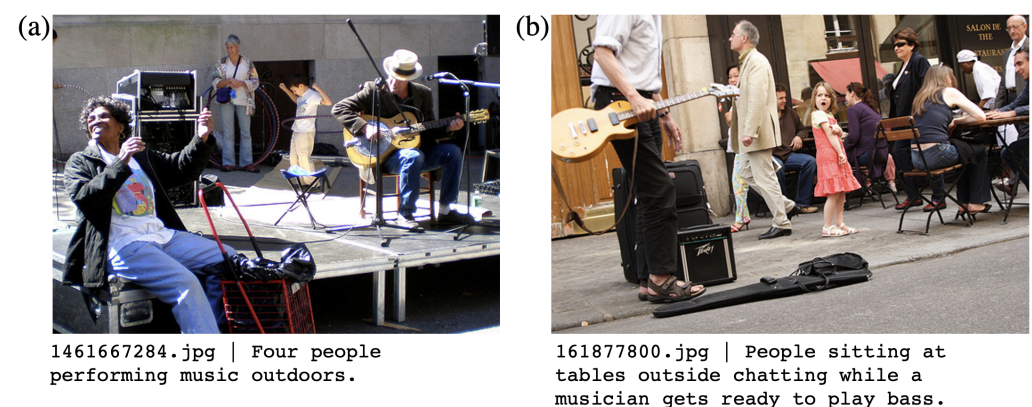 (a)
1461667284.jpg | Four people
performing music outdoors.
(b)
SALON DE
THE
RESTAURANT
Peavey
161877800.jpg | People sitting at
tables outside chatting while a
musician gets ready to play bass.